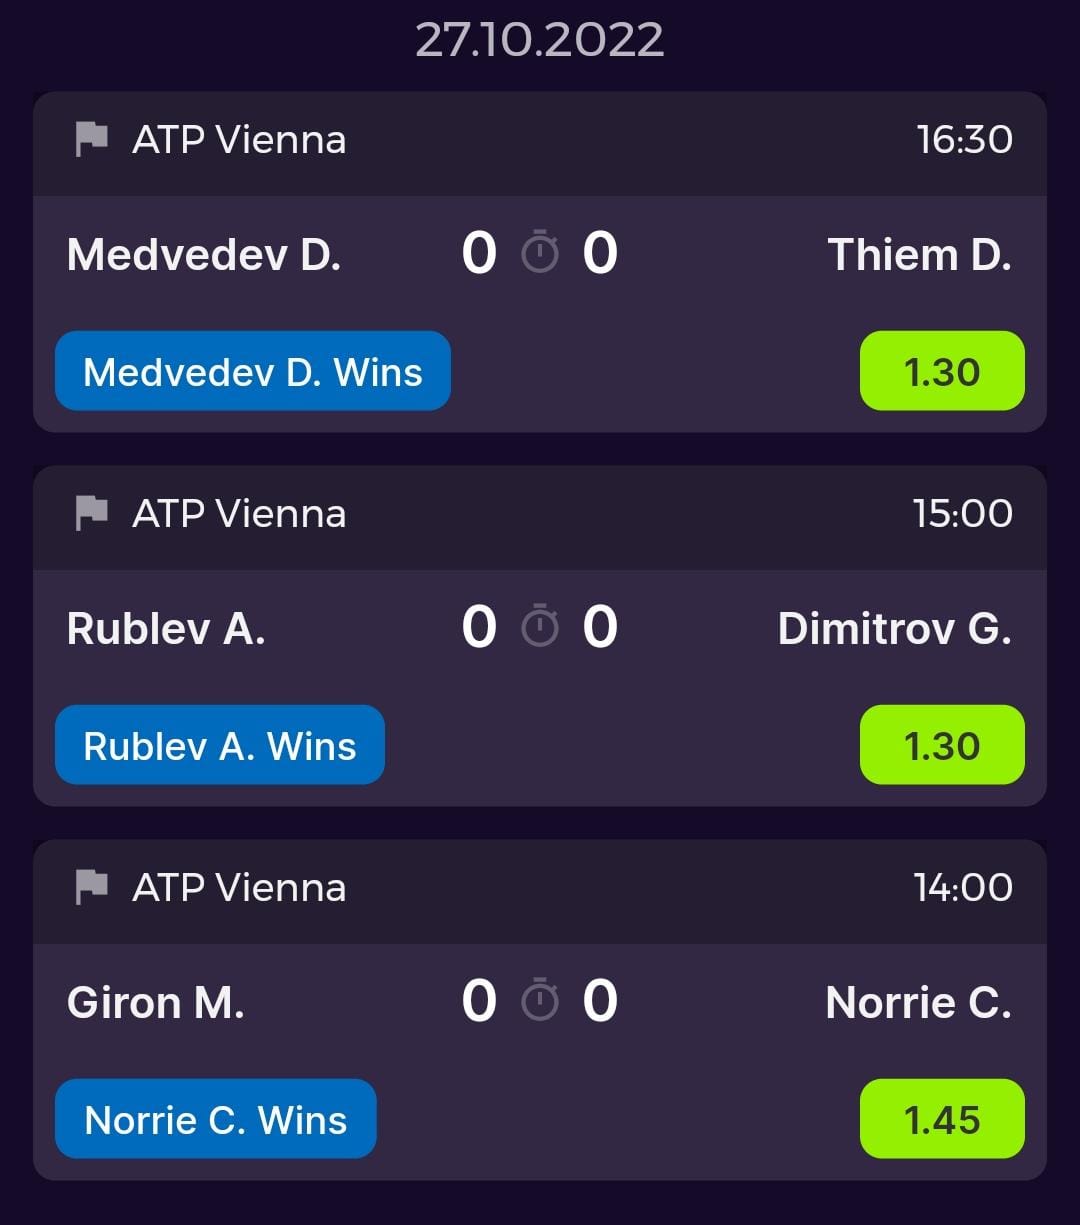 27.10.2022
ATP Vienna 16:30
Medvedev D. 0 0 Thiem D.
Medvedev D. Wins 1.30
ATP Vienna 15:00
Rublev A. 0 0 Dimitrov G.
Rublev A. Wins 1.30
ATP Vienna 14:00
Giron M. 0 0 Norrie C.
Norrie C. Wins 1.45